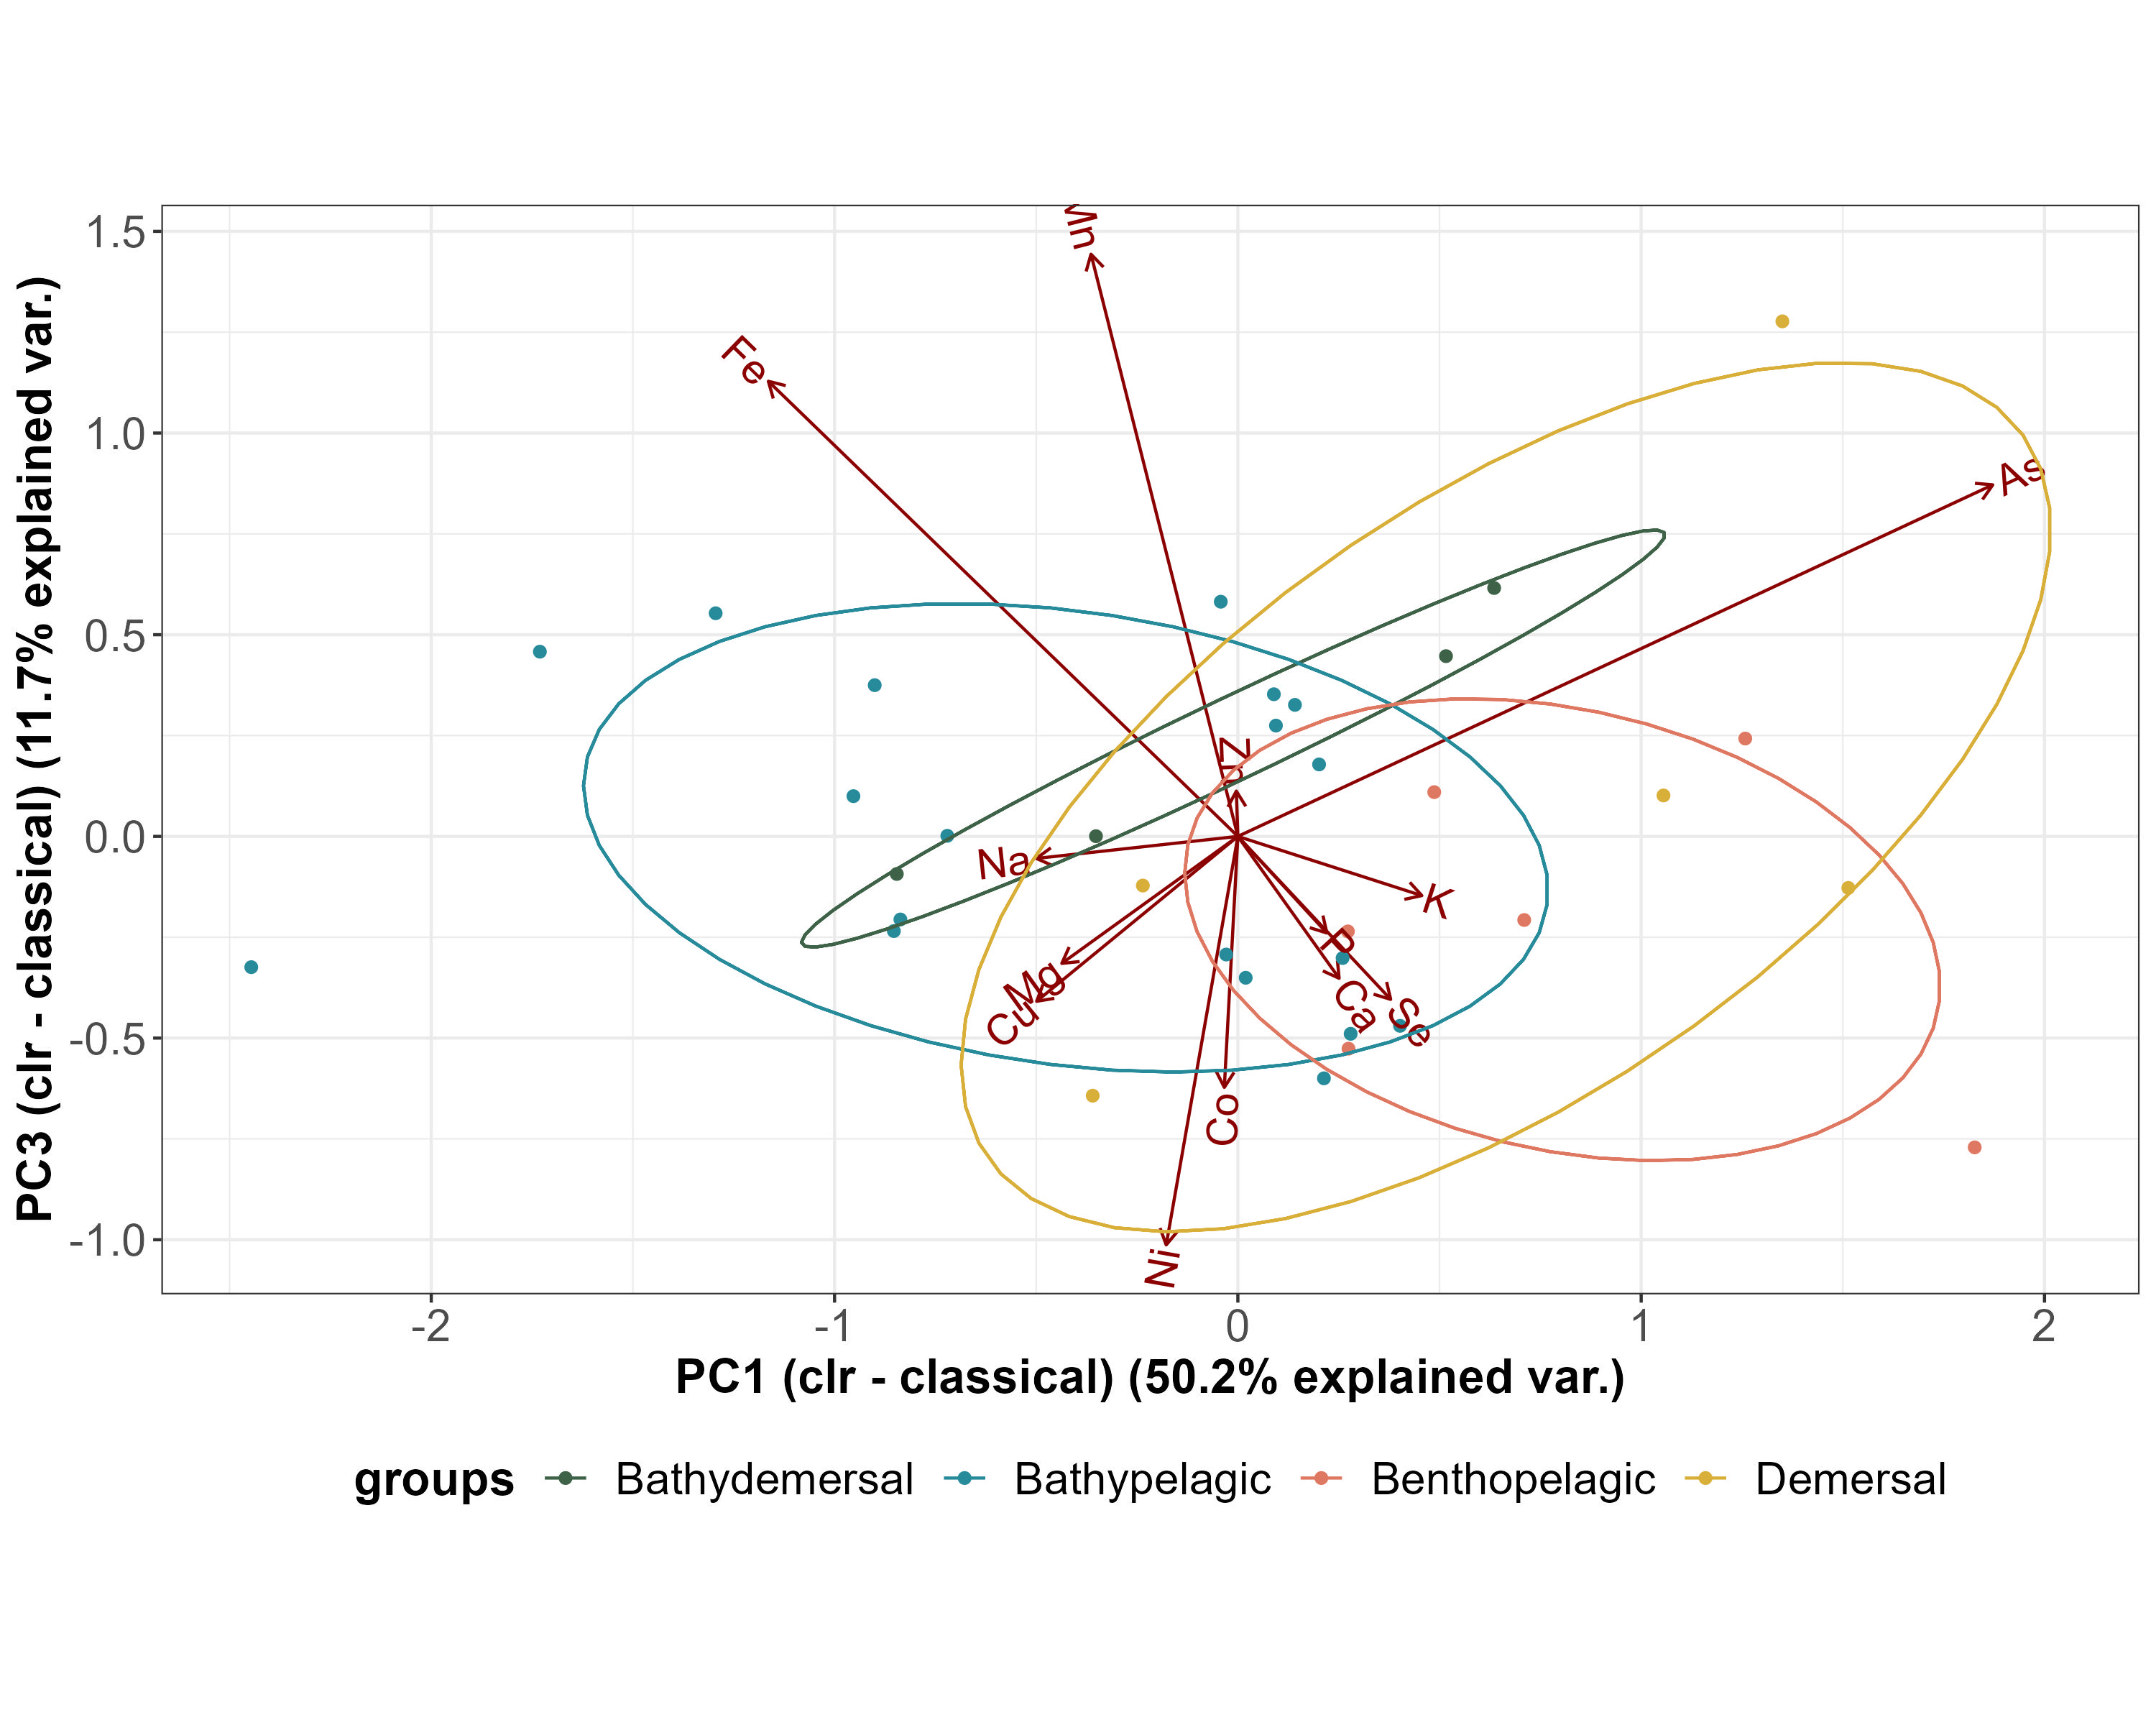 PC3 (clr - classical) (11.7% explained var.)
1.5
1.0
0.5
0.0
-0.5
-1.0
Mn
Fe
As
Na
K
P
Mg
Cu
Ca
Se
Co
Ni
-2 -1 0 1 2
PC1 (clr - classical) (50.2% explained var.)
groups Bathydemersal Bathypelagic Benthopelagic Demersal